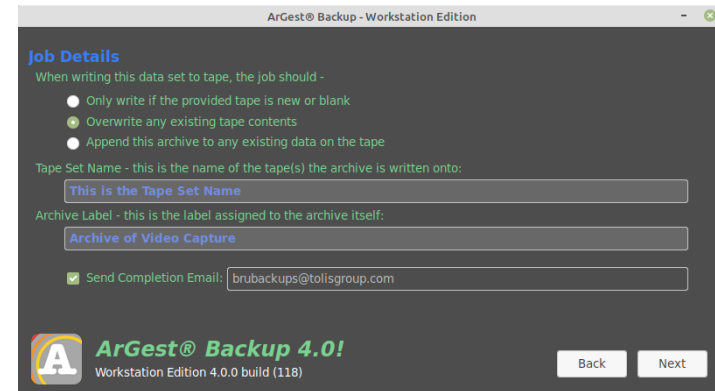 ArGest® Backup - Workstation Edition
Job Details
When writing this data set to tape, the job should -
Only write if the provided tape is new or blank
Overwrite any existing tape contents
Append this archive to any existing data on the tape
Tape Set Name - this is the name of the tape(s) the archive is written onto:
This is the Tape Set Name
Archive Label - this is the label assigned to the archive itself:
Archive of Video Capture
Send Completion Email: brubackups@tolisgroup.com
A
ArGest® Backup 4.0!
Workstation Edition 4.0.0 build (118)
Back Next